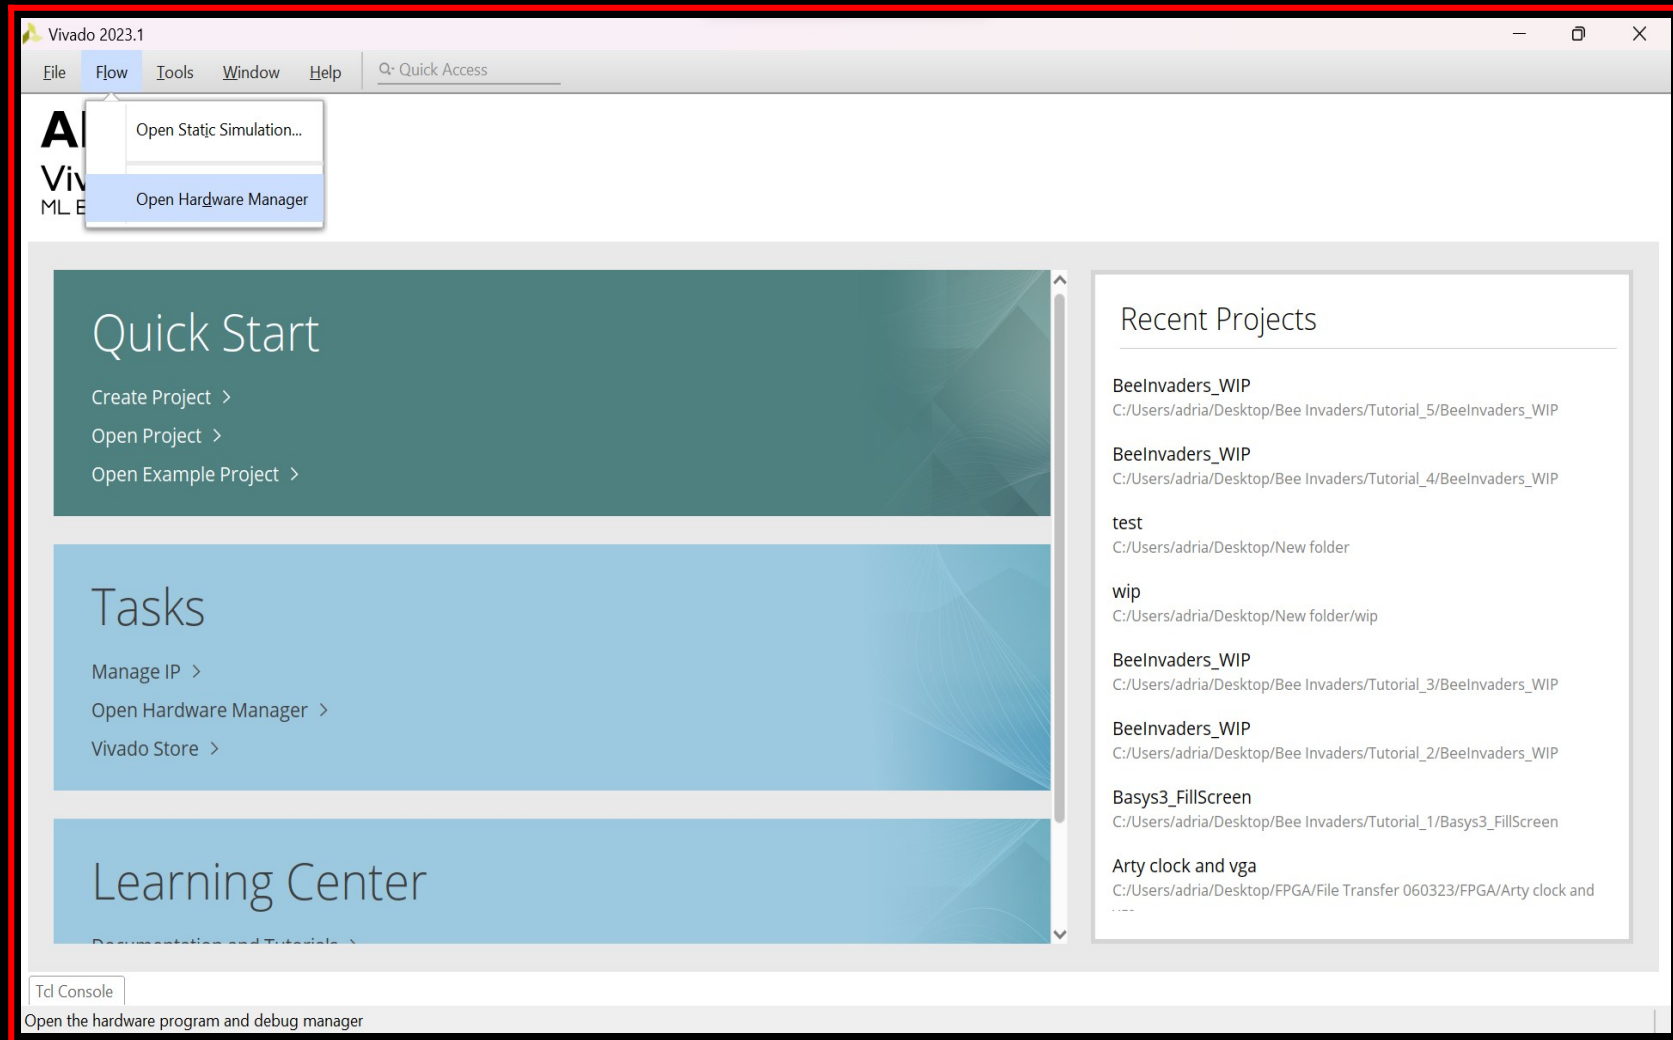 Vivado 2023.1
File Flow Tools Window Help Quick Access
Open Static Simulation...
Open Hardware Manager
ML E
Quick Start
Create Project >
Open Project >
Open Example Project >
Tasks
Manage IP >
Open Hardware Manager >
Vivado Store >
Learning Center
Documentation and Tutorials >
Recent Projects
BeeInvaders_WIP
C:/Users/adria/Desktop/Bee Invaders/Tutorial_5/BeeInvaders_WIP
BeeInvaders_WIP
C:/Users/adria/Desktop/Bee Invaders/Tutorial_4/BeeInvaders_WIP
test
C:/Users/adria/Desktop/New folder
wip
C:/Users/adria/Desktop/New folder/wip
BeeInvaders_WIP
C:/Users/adria/Desktop/Bee Invaders/Tutorial_3/BeeInvaders_WIP
BeeInvaders_WIP
C:/Users/adria/Desktop/Bee Invaders/Tutorial_2/BeeInvaders_WIP
Basys3_FillScreen
C:/Users/adria/Desktop/Bee Invaders/Tutorial_1/Basys3_FillScreen
Arty clock and vga
C:/Users/adria/Desktop/FPGA/File Transfer 060323/FPGA/Arty clock and
Tcl Console
Open the hardware program and debug manager